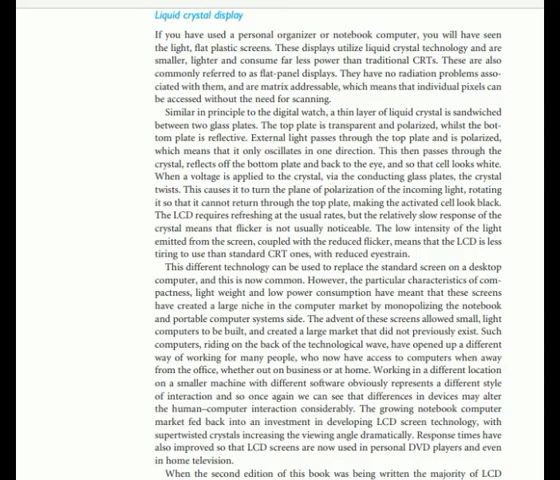 Liquid crystal display
If you have used a personal organizer or notebook computer, you will have seen
the light, flat plastic screens. These displays utilize liquid crystal technology and are
smaller, lighter and consume far less power than traditional CRTs. These are also
commonly referred to as flat-panel displays. They have no radiation problems asso-
ciated with them, and are matrix addressable, which means that individual pixels can
be accessed without the need for scanning.
Similar in principle to the digital watch, a thin layer of liquid crystal is sandwiched
between two glass plates. The top plate is transparent and polarized, whilst the bot-
tom plate is reflective. External light passes through the top plate and is polarized,
which means that it only oscillates in one direction. This then passes through the
crystal, reflects off the bottom plate and back to the eye, and so that cell looks white.
When a voltage is applied to the crystal, via the conducting glass plates, the crystal
twists. This causes it to turn the plane of polarization of the incoming light, rotating
it so that it cannot return through the top plate, making the activated cell look black.
The LCD requires refreshing at the usual rates, but the relatively slow response of the
crystal means that flicker is not usually noticeable. The low intensity of the light
emitted from the screen, coupled with the reduced flicker, means that the LCD is less
tiring to use than standard CRT ones, with reduced eyestrain.
This different technology can be used to replace the standard screen on a desktop
computer, and this is now common. However, the particular characteristics of com-
pactness, light weight and low power consumption have meant that these screens
have created a large niche in the computer market by monopolizing the notebook
and portable computer systems side. The advent of these screens allowed small, light
computers to be built, and created a large market that did not previously exist. Such
computers, riding on the back of the technological wave, have opened up a different
way of working for many people, who now have access to computers when away
from the office, whether out on business or at home. Working in a different location
on a smaller machine with different software obviously represents a different style
of interaction and so once again we can see that differences in devices may alter
the human–computer interaction considerably. The growing notebook computer
market fed back into an investment in developing LCD screen technology, with
supertwisted crystals increasing the viewing angle dramatically. Response times have
also improved so that LCD screens are now used in personal DVD players and even
in home television.
When the second edition of this book was being written the majority of LCD